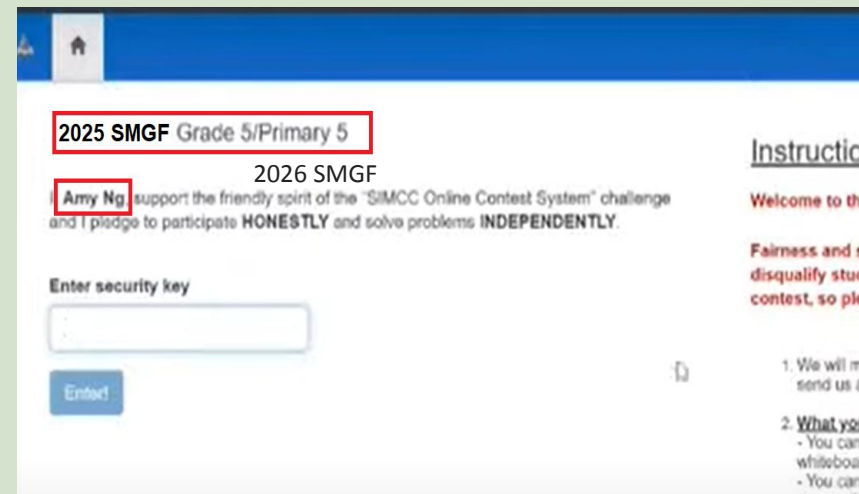 2025 SMGF Grade 5/Primary 5
2026 SMGF
I, Amy Ng, support the friendly spirit of the "SIMCC Online Contest System" challenge
and I pledge to participate HONESTLY and solve problems INDEPENDENTLY.
Enter security key
Enter!
Instructio
Welcome to th
Fairness and
disqualify stu
contest, so ple
1. We will m
send us
2. What you
- You can
whiteboa
- You can